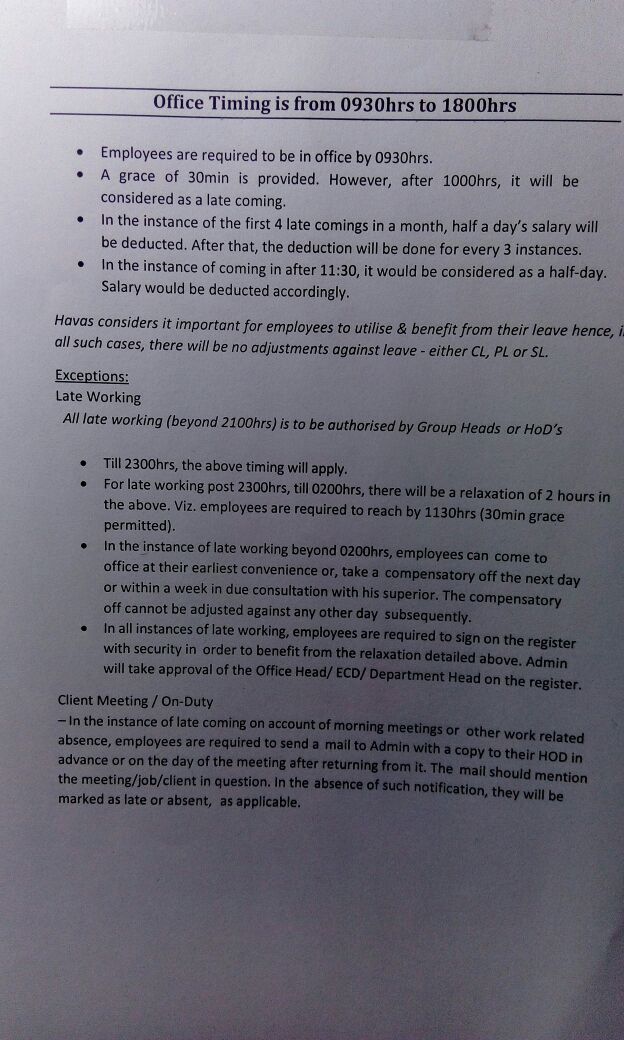 Office Timing is from 0930hrs to 1800hrs
• Employees are required to be in office by 0930hrs.
• A grace of 30min is provided. However, after 1000hrs, it will be
considered as a late coming.
• In the instance of the first 4 late comings in a month, half a day's salary will
be deducted. After that, the deduction will be done for every 3 instances.
• In the instance of coming in after 11:30, it would be considered as a half-day.
Salary would be deducted accordingly.
Havas considers it important for employees to utilise & benefit from their leave hence,
all such cases, there will be no adjustments against leave - either CL, PL or SL.
Exceptions:
Late Working
All late working (beyond 2100hrs) is to be authorised by Group Heads or HoD's
• Till 2300hrs, the above timing will apply.
• For late working post 2300hrs, till 0200hrs, there will be a relaxation of 2 hours in
the above. Viz. employees are required to reach by 1130hrs (30min grace
permitted).
• In the instance of late working beyond 0200hrs, employees can come to
office at their earliest convenience or, take a compensatory off the next day
or within a week in due consultation with his superior. The compensatory
off cannot be adjusted against any other day subsequently.
• In all instances of late working, employees are required to sign on the register
with security in order to benefit from the relaxation detailed above. Admin
will take approval of the Office Head/ ECD/ Department Head on the register.
Client Meeting / On-Duty
– In the instance of late coming on account of morning meetings or other work related
absence, employees are required to send a mail to Admin with a copy to their HOD in
advance or on the day of the meeting after returning from it. The mail should mention
the meeting/job/client in question. In the absence of such notification, they will be
marked as late or absent, as applicable.